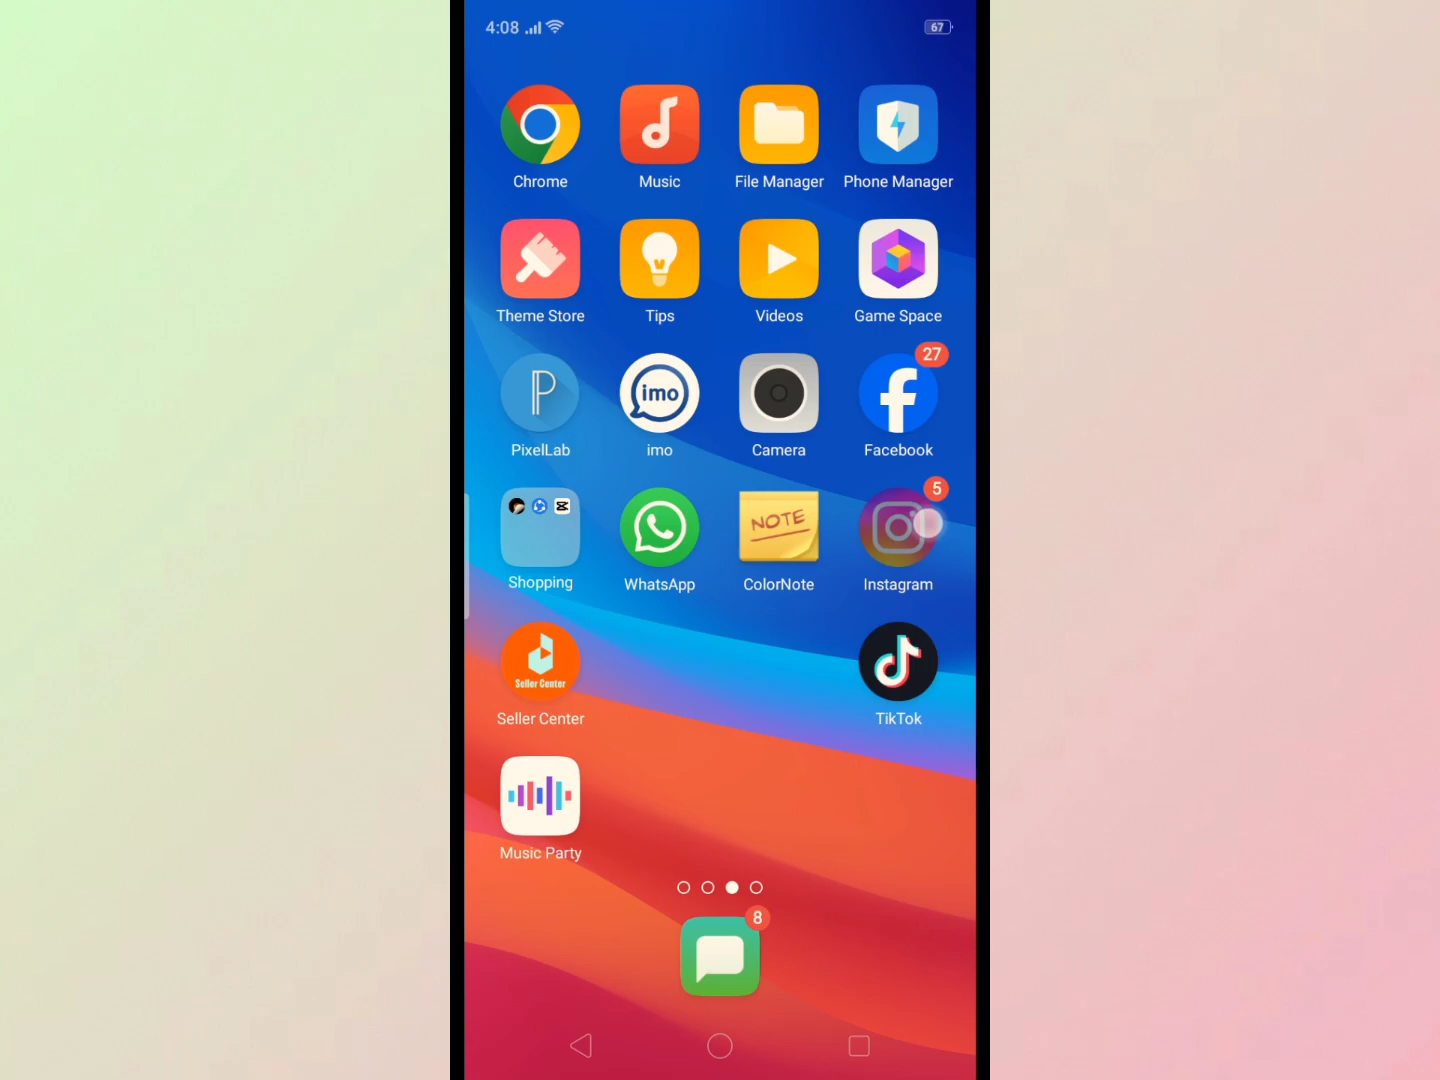 4:08
67
Chrome
Music
File Manager
Phone Manager
Theme Store
Tips
Videos
Game Space
27
imo
PixelLab
imo
Camera
Facebook
5
NOTE
Shopping
WhatsApp
ColorNote
Instagram
Seller Center
Seller Center
TikTok
Music Party
8